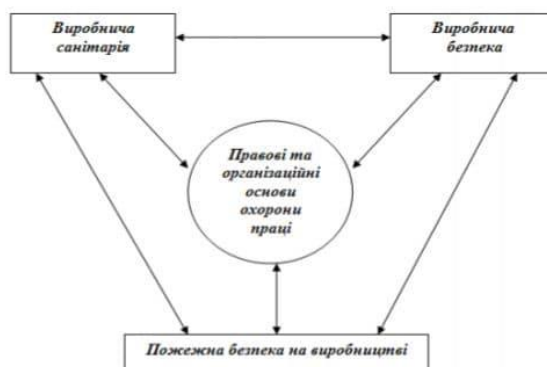 Виробнича
санітарія
Виробнича
безпека
Правові та
організаційні
основи
охорони
праці
Пожежна безпека на виробництві